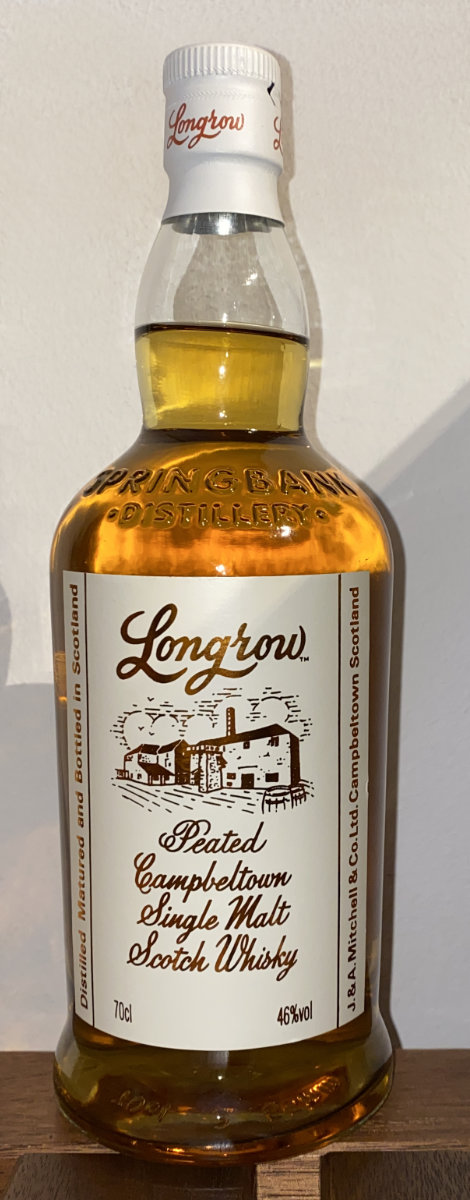 Longrow
SPRINGBANK
•DISTILLERY•
Longrow™
Peated
Campbeltown
Single Malt
Scotch Whisky
70cl
46%vol
Distilled Matured and Bottled in Scotland
J.&A. Mitchell & Co.Ltd. Campbeltown Scotland